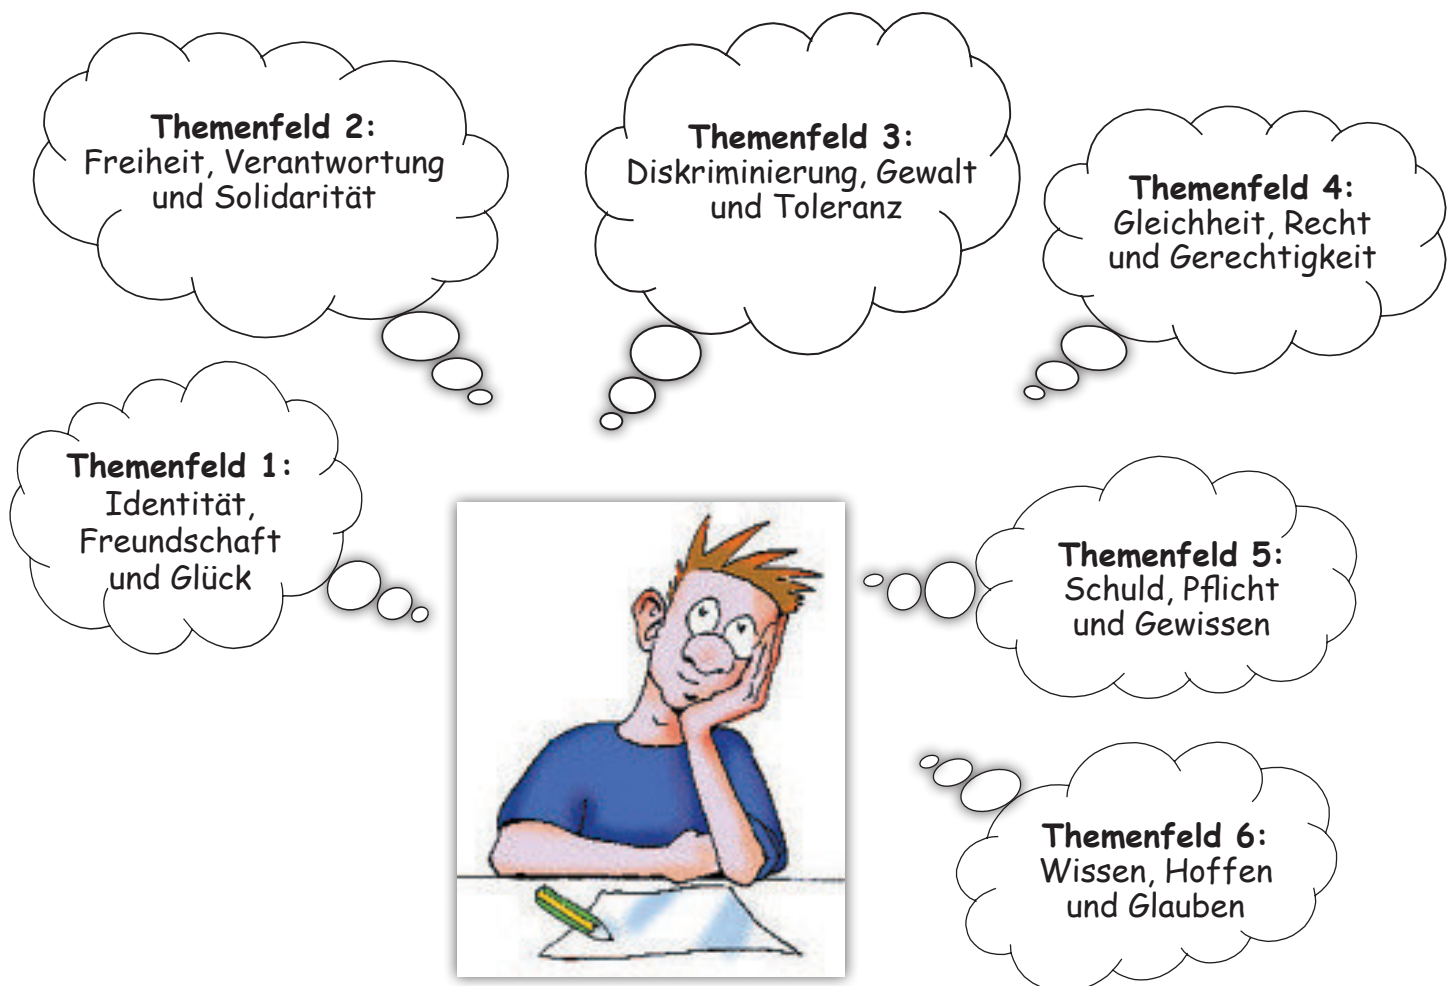 Themenfeld 1:
Identität,
Freundschaft
und Glück
Themenfeld 2:
Freiheit, Verantwortung
und Solidarität
Themenfeld 3:
Diskriminierung, Gewalt
und Toleranz
Themenfeld 4:
Gleichheit, Recht
und Gerechtigkeit
Themenfeld 5:
Schuld, Pflicht
und Gewissen
Themenfeld 6:
Wissen, Hoffen
und Glauben